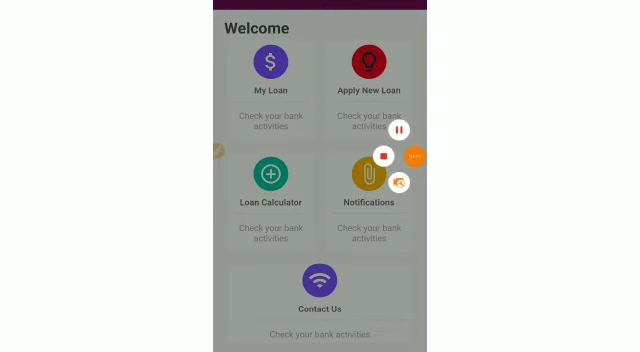 Welcome
My Loan
Apply New Loan
Check your bank
activities
Check your bank
activities
Loan Calculator
Notifications
Check your bank
activities
Check your bank
activities
Contact Us
Check your bank activities